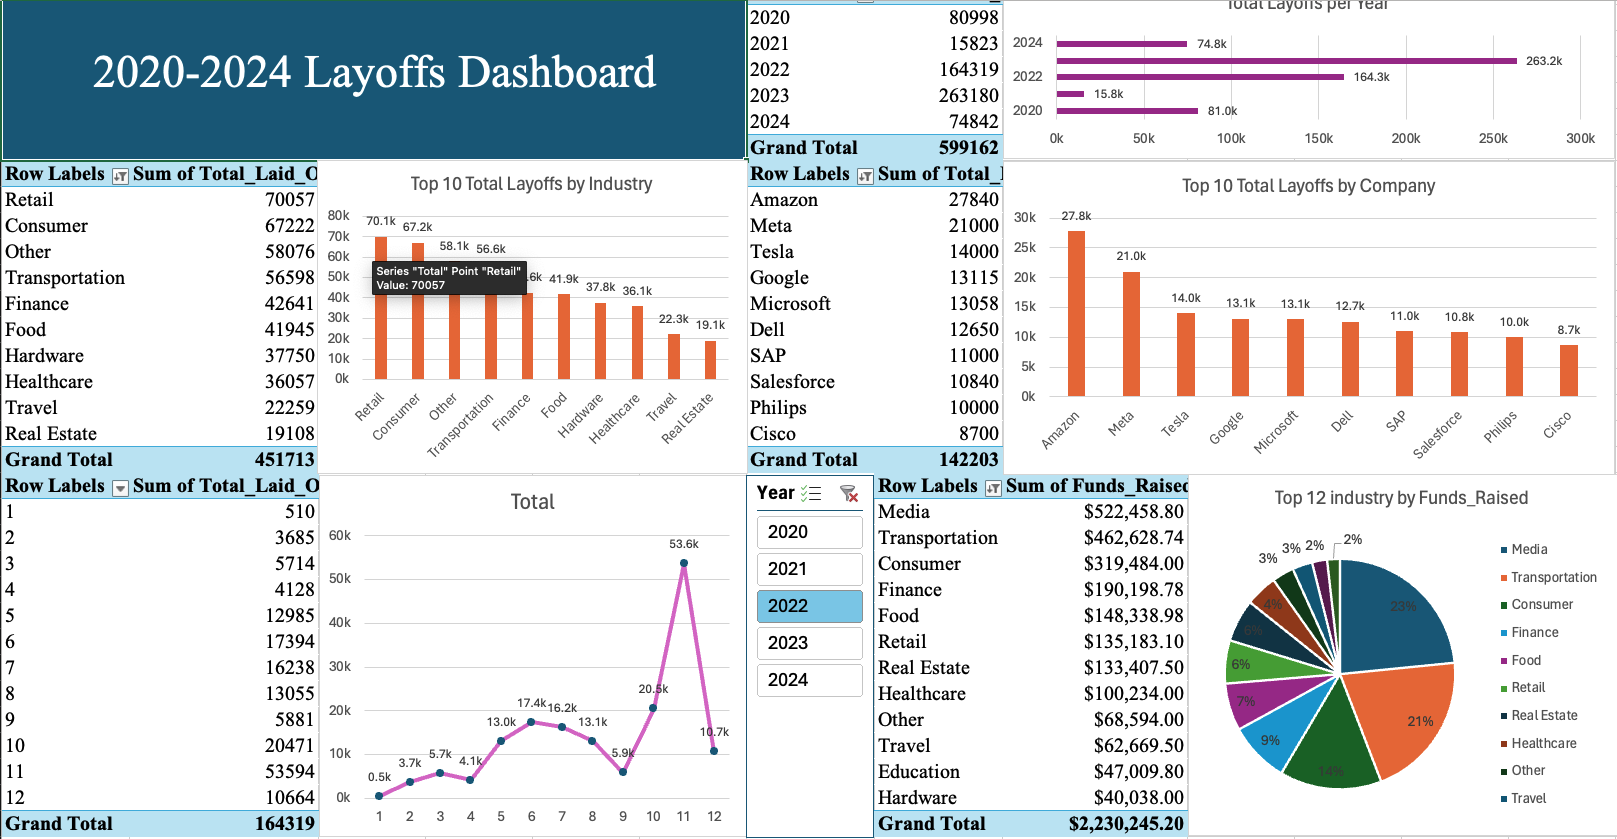 2020-2024 Layoffs Dashboard
2020 80998
2021 15823
2022 164319
2023 263180
2024 74842
Grand Total 599162
Total Layoffs per Year
2024
2022
2020
74.8k
263.2k
164.3k
15.8k
81.0k
0k 50k 100k 150k 200k 250k 300k
Row Labels Sum of Total_Laid_O
Retail 70057
Consumer 67222
Other 58076
Transportation 56598
Finance 42641
Food 41945
Hardware 37750
Healthcare 36057
Travel 22259
Real Estate 19108
Grand Total 451713
Top 10 Total Layoffs by Industry
80k
70k
60k
50k
40k
30k
20k
10k
0k
70.1k 67.2k 58.1k 56.6k .6k 41.9k 37.8k 36.1k 22.3k 19.1k
Series "Total" Point "Retail"
Value: 70057
Retail Consumer Other Transportation Finance Food Hardware Healthcare Travel Real Estate
Row Labels Sum of Total_
Amazon 27840
Meta 21000
Tesla 14000
Google 13115
Microsoft 13058
Dell 12650
SAP 11000
Salesforce 10840
Philips 10000
Cisco 8700
Grand Total 142203
Top 10 Total Layoffs by Company
30k
25k
20k
15k
10k
5k
0k
27.8k 21.0k 14.0k 13.1k 13.1k 12.7k 11.0k 10.8k 10.0k 8.7k
Amazon Meta Tesla Google Microsoft Dell SAP Salesforce Philips Cisco
Row Labels Sum of Total_Laid_O
1 510
2 3685
3 5714
4 4128
5 12985
6 17394
7 16238
8 13055
9 5881
10 20471
11 53594
12 10664
Grand Total 164319
Total
60k
50k
40k
30k
20k
10k
0k
0.5k 3.7k 5.7k 4.1k 13.0k 17.4k 16.2k 13.1k 5.9k 20.5k 53.6k 10.7k
1 2 3 4 5 6 7 8 9 10 11 12
Year
2020
2021
2022
2023
2024
Row Labels Sum of Funds_Raised
Media $522,458.80
Transportation $462,628.74
Consumer $319,484.00
Finance $190,198.78
Food $148,338.98
Retail $135,183.10
Real Estate $133,407.50
Healthcare $100,234.00
Other $68,594.00
Travel $62,669.50
Education $47,009.80
Hardware $40,038.00
Grand Total $2,230,245.20
Top 12 industry by Funds_Raised
23%
21%
14%
9%
7%
6%
6%
4%
3%
3%
2%
2%
Media
Transportation
Consumer
Finance
Food
Retail
Real Estate
Healthcare
Other
Travel